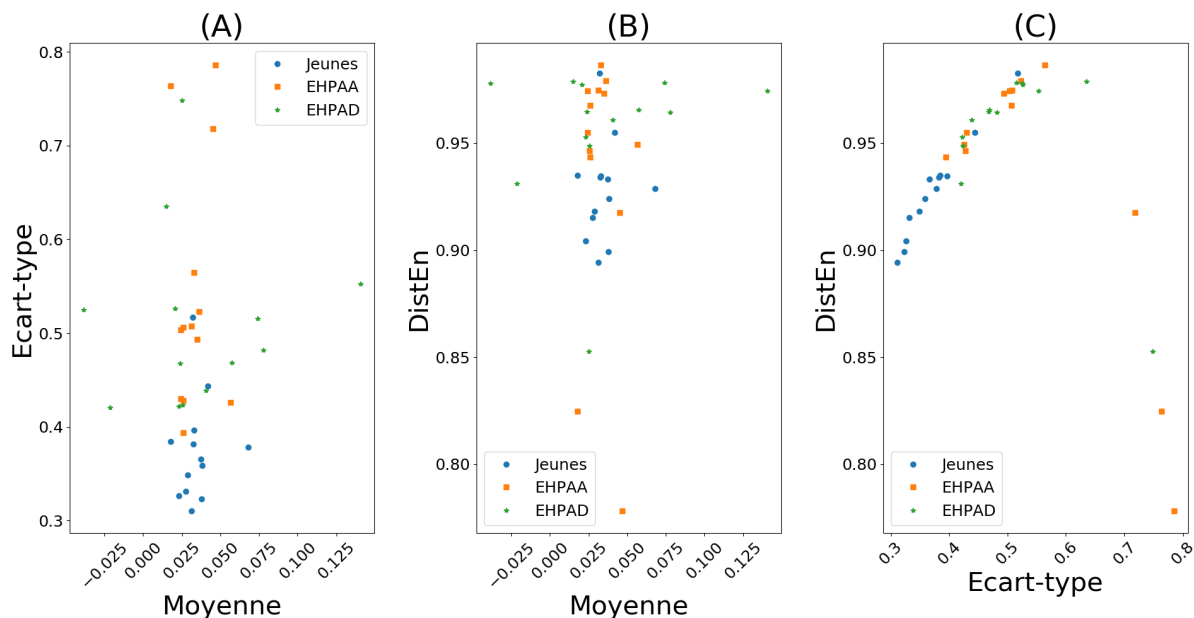 (A)
0.8
0.7
0.6
0.5
0.4
0.3
Ecart-type
Jeunes
EHPAA
EHPAD
−0.025
0.000
0.025
0.050
0.075
0.100
0.125
Moyenne
(B)
0.95
0.90
0.85
0.80
DistEn
Jeunes
EHPAA
EHPAD
−0.025
0.000
0.025
0.050
0.075
0.100
0.125
Moyenne
(C)
0.95
0.90
0.85
0.80
DistEn
Jeunes
EHPAA
EHPAD
0.3
0.4
0.5
0.6
0.7
0.8
Ecart-type